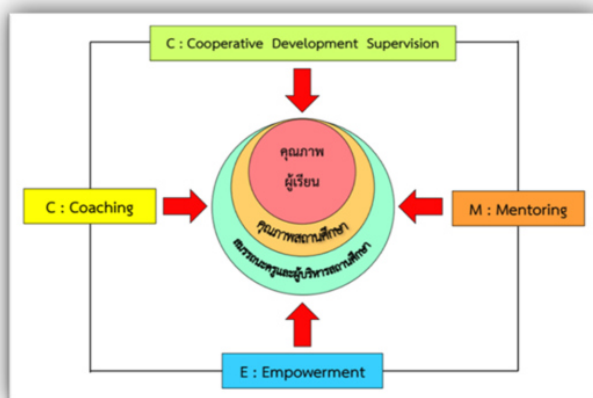 C : Cooperative Development Supervision
คุณภาพ
ผู้เรียน
C : Coaching
M : Mentoring
คุณภาพสถานศึกษา
สมรรถนะครูและผู้บริหารสถานศึกษา
E : Empowerment